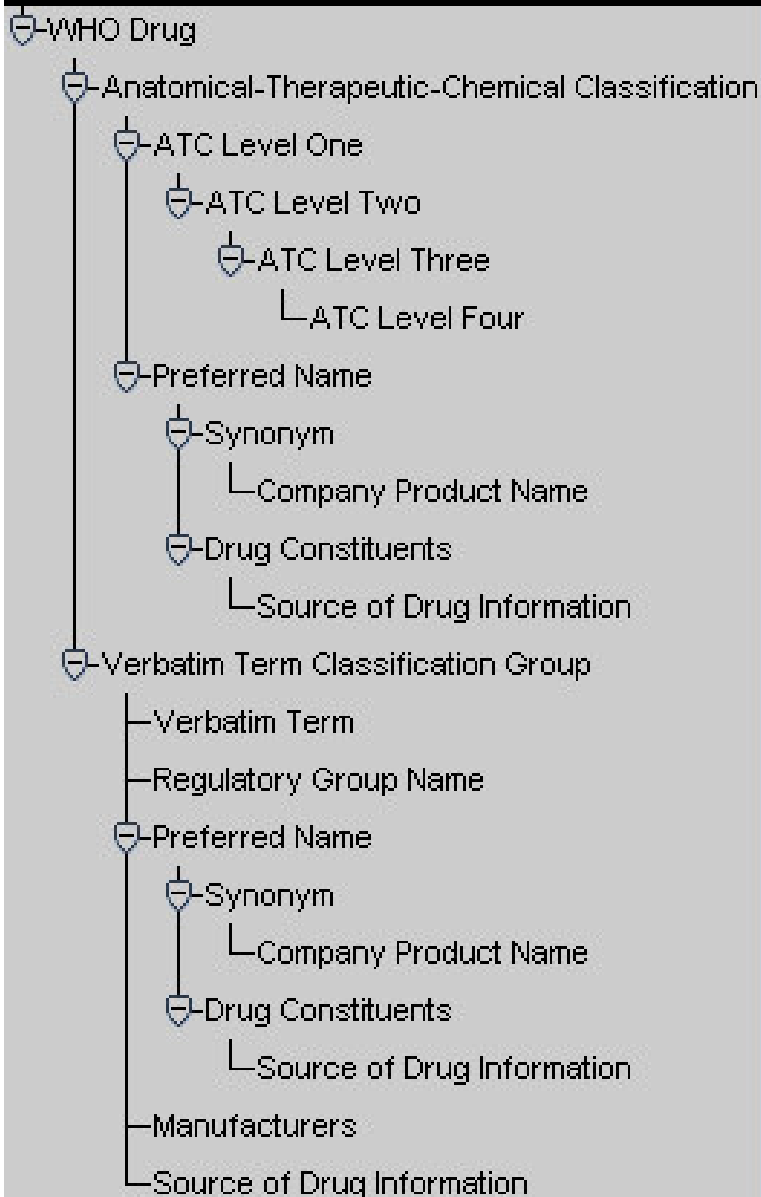 WHO Drug
Anatomical-Therapeutic-Chemical Classification
ATC Level One
ATC Level Two
ATC Level Three
ATC Level Four
Preferred Name
Synonym
Company Product Name
Drug Constituents
Source of Drug Information
Verbatim Term Classification Group
Verbatim Term
Regulatory Group Name
Preferred Name
Synonym
Company Product Name
Drug Constituents
Source of Drug Information
Manufacturers
Source of Drug Information